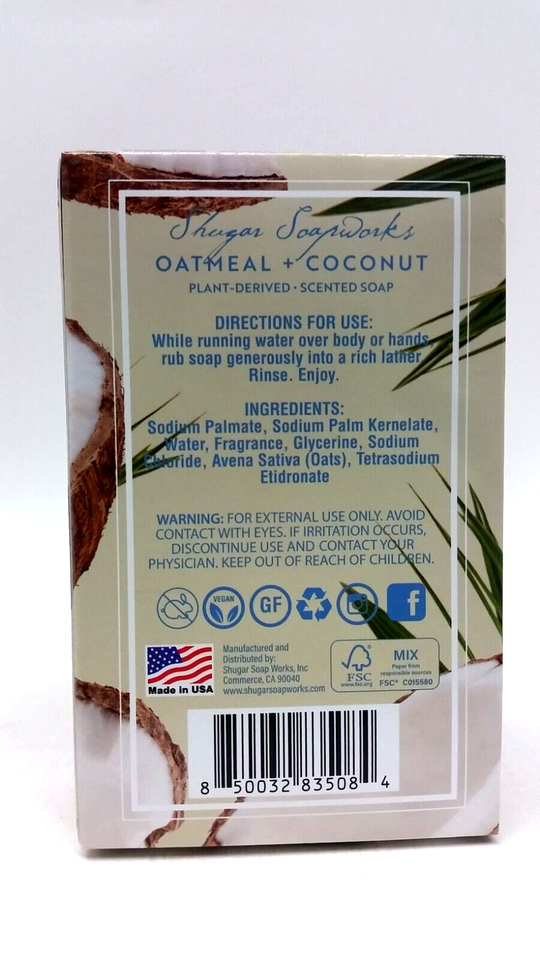 Shugar Soapworks
OATMEAL + COCONUT
PLANT-DERIVED · SCENTED SOAP
DIRECTIONS FOR USE:
While running water over body or hands,
rub soap generously into a rich lather
Rinse. Enjoy.
INGREDIENTS:
Sodium Palmate, Sodium Palm Kernelate,
Water, Fragrance, Glycerine, Sodium
Chloride, Avena Sativa (Oats), Tetrasodium
Etidronate
WARNING: FOR EXTERNAL USE ONLY. AVOID
CONTACT WITH EYES. IF IRRITATION OCCURS,
DISCONTINUE USE AND CONTACT YOUR
PHYSICIAN. KEEP OUT OF REACH OF CHILDREN.
VEGAN
GF
f
Made in USA
Manufactured and
Distributed by:
Shugar Soap Works, Inc
Commerce, CA 90040
www.shugarsoapworks.com
FSC
www.fsc.org
MIX
Paper from
responsible sources
FSC® C015580
8 50032 83508 4